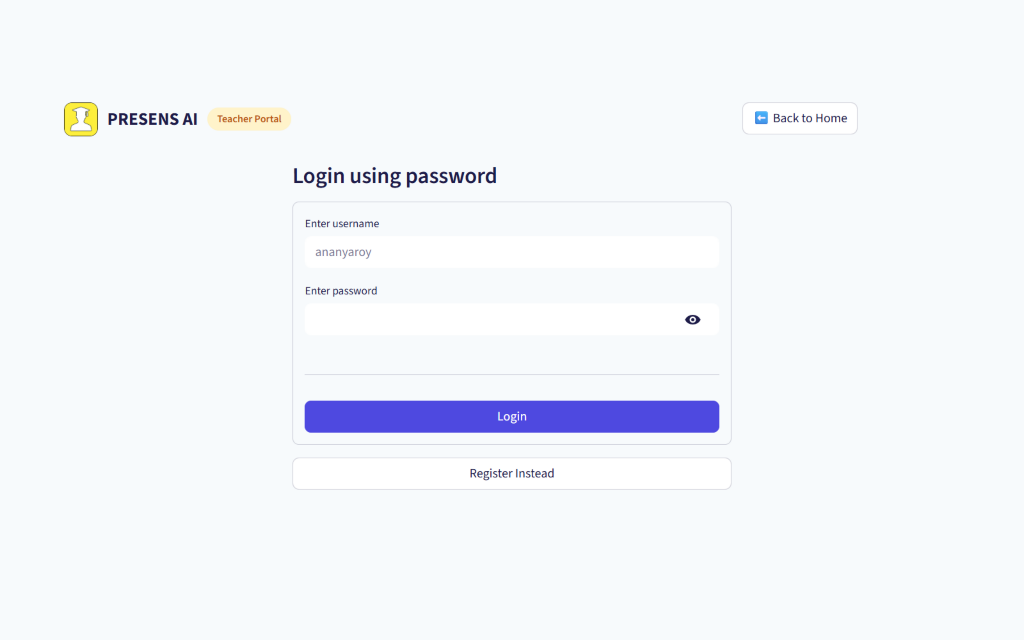 PRESENS AI
Teacher Portal
Back to Home
Login using password
Enter username
ananyaroy
Enter password
Login
Register Instead